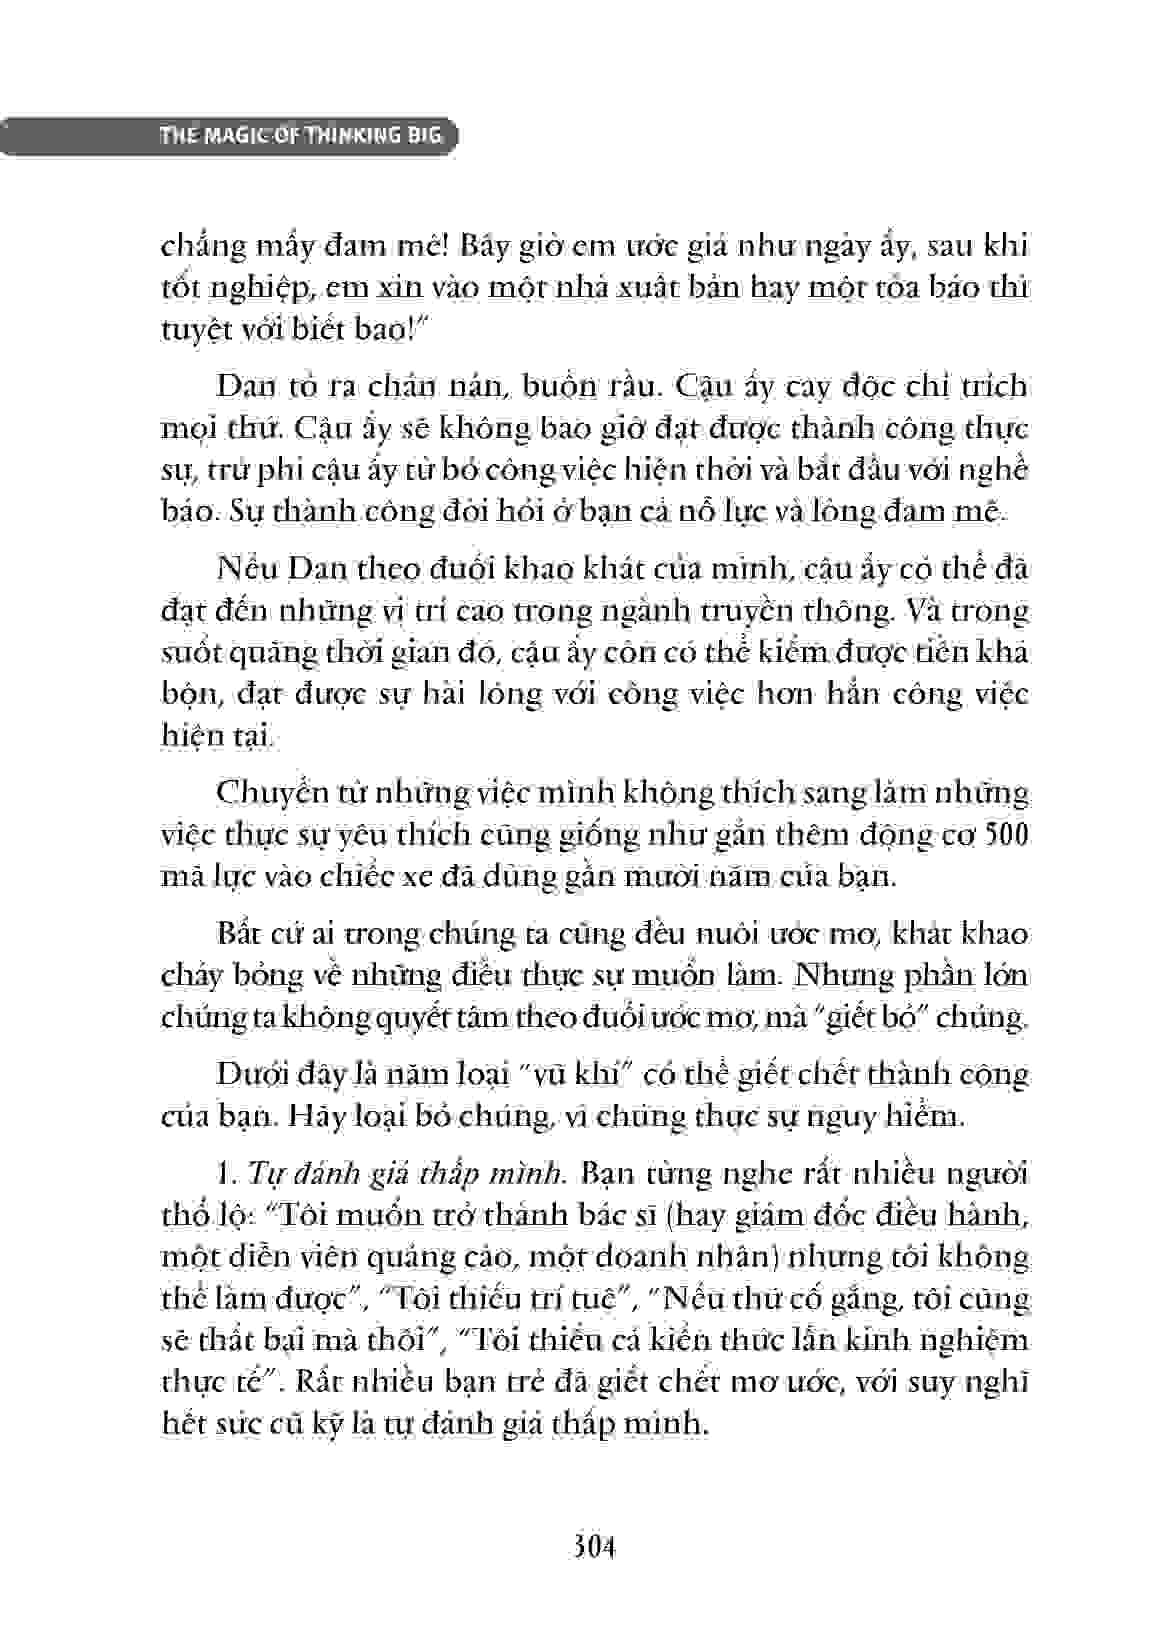 THE MAGIC OF THINKING BIG
chẳng mấy đam mê! Bây giờ em ước giá như ngày ấy, sau khi
tốt nghiệp, em xin vào một nhà xuất bản hay một tòa báo thì
tuyệt vời biết bao!”
Dan tỏ ra chán nản, buồn rầu. Cậu ấy cay độc chỉ trích
mọi thứ. Cậu ấy sẽ không bao giờ đạt được thành công thực
sự, trừ phi cậu ấy từ bỏ công việc hiện thời và bắt đầu với nghề
báo. Sự thành công đòi hỏi ở bạn cả nỗ lực và lòng đam mê.
Nếu Dan theo đuổi khao khát của mình, cậu ấy có thể đã
đạt đến những vị trí cao trong ngành truyền thông. Và trong
suốt quãng thời gian đó, cậu ấy còn có thể kiếm được tiền khá
bộn, đạt được sự hài lòng với công việc hơn hẳn công việc
hiện tại.
Chuyển từ những việc mình không thích sang làm những
việc thực sự yêu thích cũng giống như gắn thêm động cơ 500
mã lực vào chiếc xe đã dùng gần mười năm của bạn.
Bất cứ ai trong chúng ta cũng đều nuôi ước mơ, khát khao
cháy bỏng về những điều thực sự muốn làm. Nhưng phần lớn
chúng ta không quyết tâm theo đuổi ước mơ, mà “giết bỏ” chúng.
Dưới đây là năm loại “vũ khí” có thể giết chết thành công
của bạn. Hãy loại bỏ chúng, vì chúng thực sự nguy hiểm.
1. Tự đánh giá thấp mình. Bạn từng nghe rất nhiều người
thổ lộ: “Tôi muốn trở thành bác sĩ (hay giám đốc điều hành,
một diễn viên quảng cáo, một doanh nhân) nhưng tôi không
thể làm được”, “Tôi thiếu trí tuệ”, “Nếu thử cố gắng, tôi cũng
sẽ thất bại mà thôi”, “Tôi thiếu cả kiến thức lẫn kinh nghiệm
thực tế”. Rất nhiều bạn trẻ đã giết chết mơ ước, với suy nghĩ
hết sức cũ kỹ là tự đánh giá thấp mình.
304